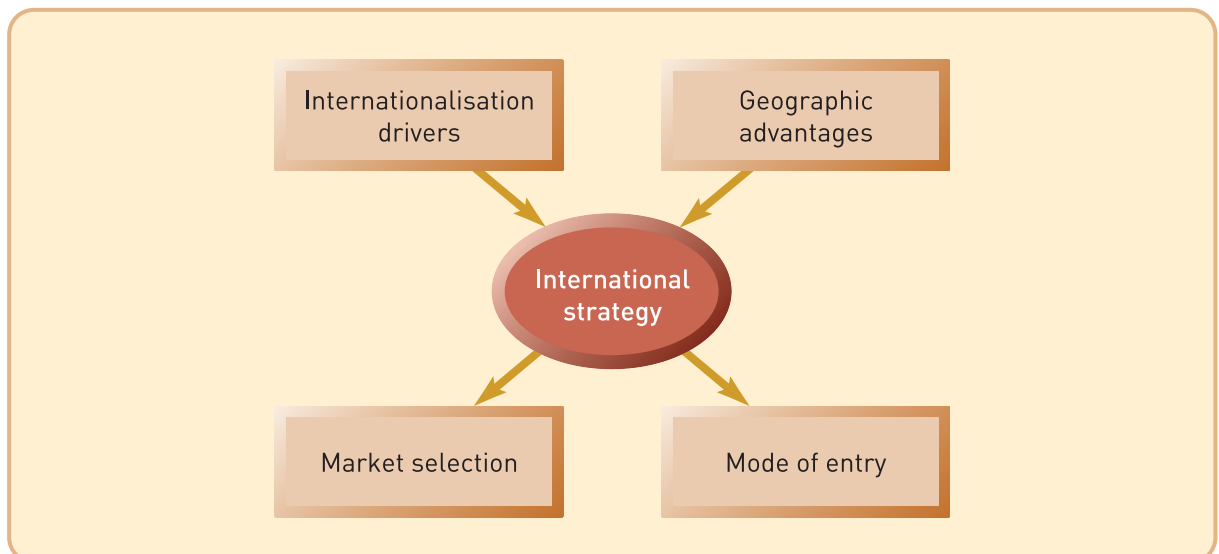 Internationalisation
drivers
Geographic
advantages
International
strategy
Market selection
Mode of entry